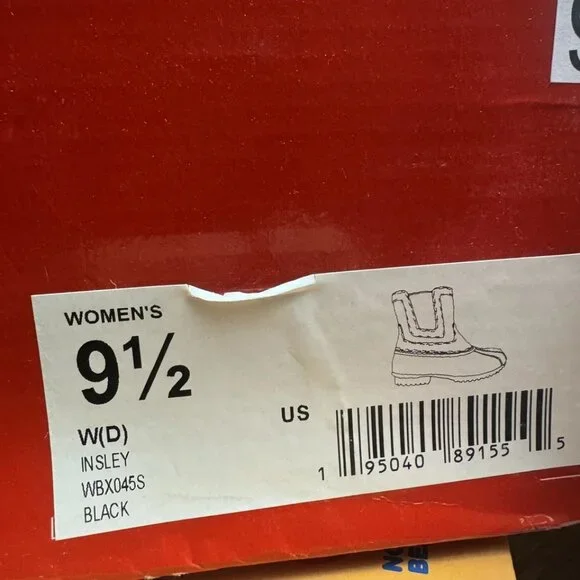 WOMEN'S
9½
W(D)
INSLEY
WBX045S
BLACK
US
1 95040 89155 5